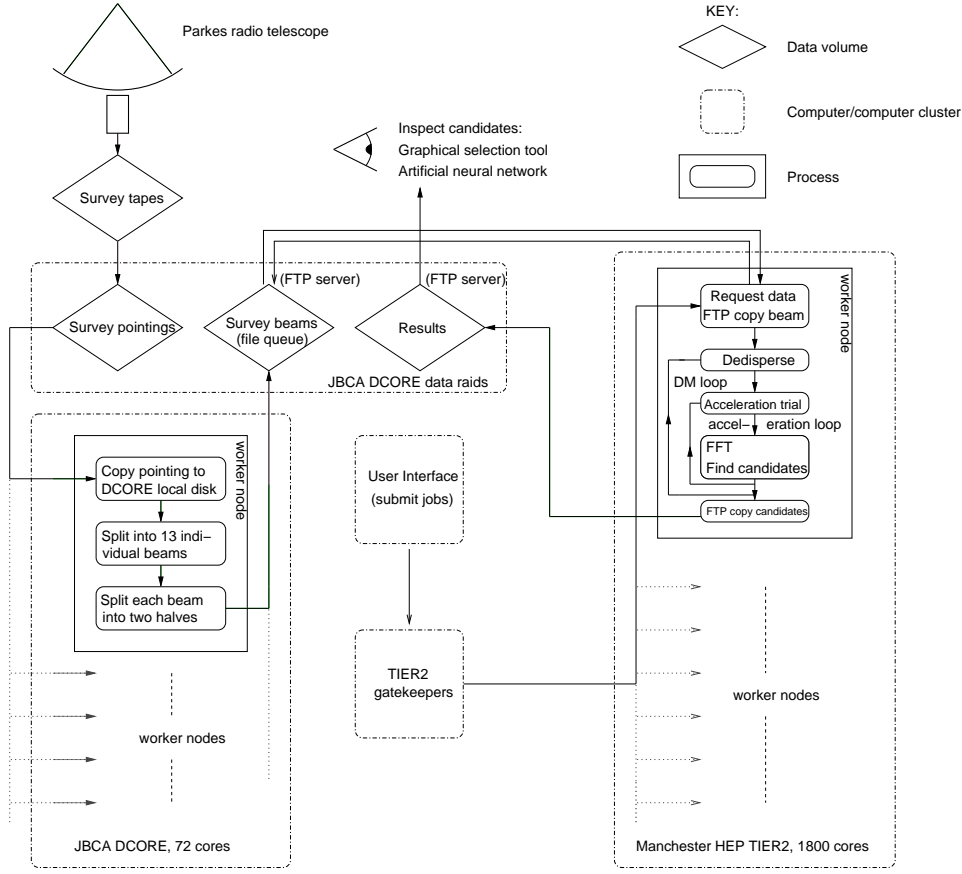 KEY:
Parkes radio telescope
Data volume
Computer/computer cluster
Inspect candidates:
Graphical selection tool
Artificial neural network
Process
Survey tapes
(FTP server)
(FTP server)
Survey pointings
Survey beams
(file queue)
Results
JBCA DCORE data raids
worker node
Request data
FTP copy beam
Dedisperse
DM loop
Acceleration trial
accel– eration loop
FFT
Find candidates
FTP copy candidates
worker node
Copy pointing to
DCORE local disk
Split into 13 indi–
vidual beams
Split each beam
into two halves
User Interface
(submit jobs)
TIER2
gatekeepers
worker nodes
worker nodes
JBCA DCORE, 72 cores
Manchester HEP TIER2, 1800 cores